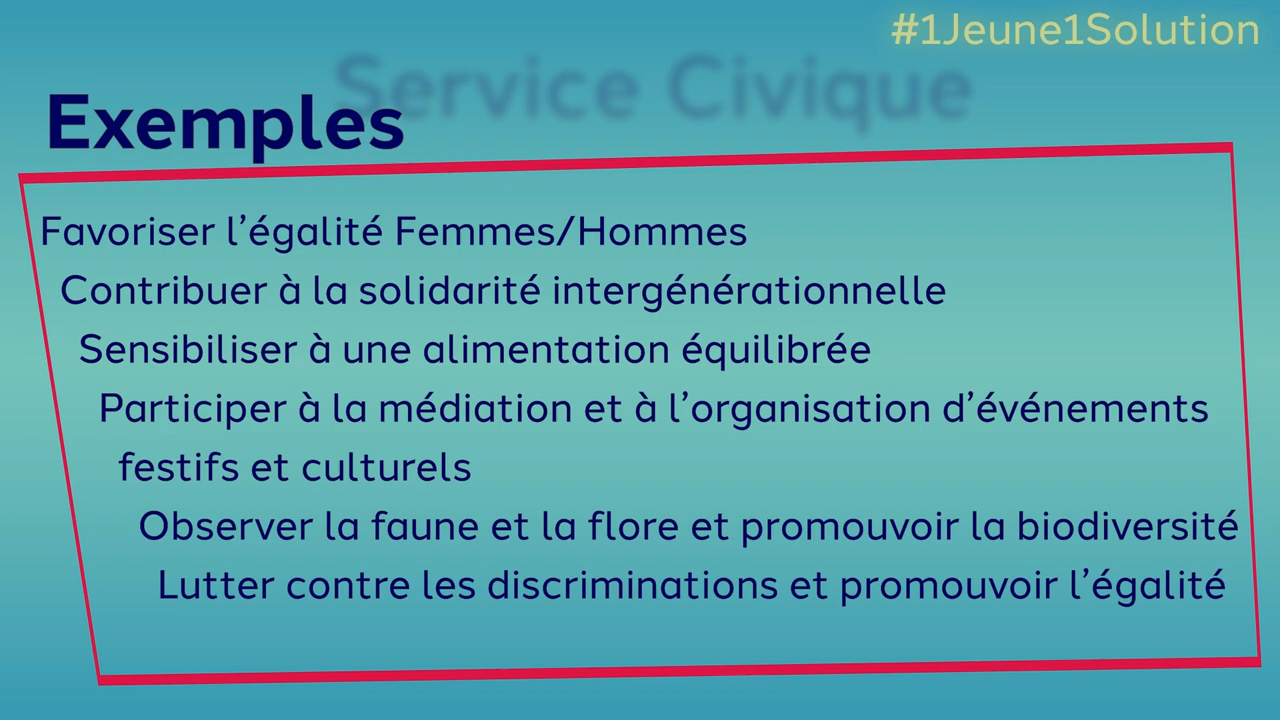 #1Jeune1Solution
Service Civique
Exemples
Favoriser l’égalité Femmes/Hommes
Contribuer à la solidarité intergénérationnelle
Sensibiliser à une alimentation équilibrée
Participer à la médiation et à l’organisation d’événements
festifs et culturels
Observer la faune et la flore et promouvoir la biodiversité
Lutter contre les discriminations et promouvoir l’égalité